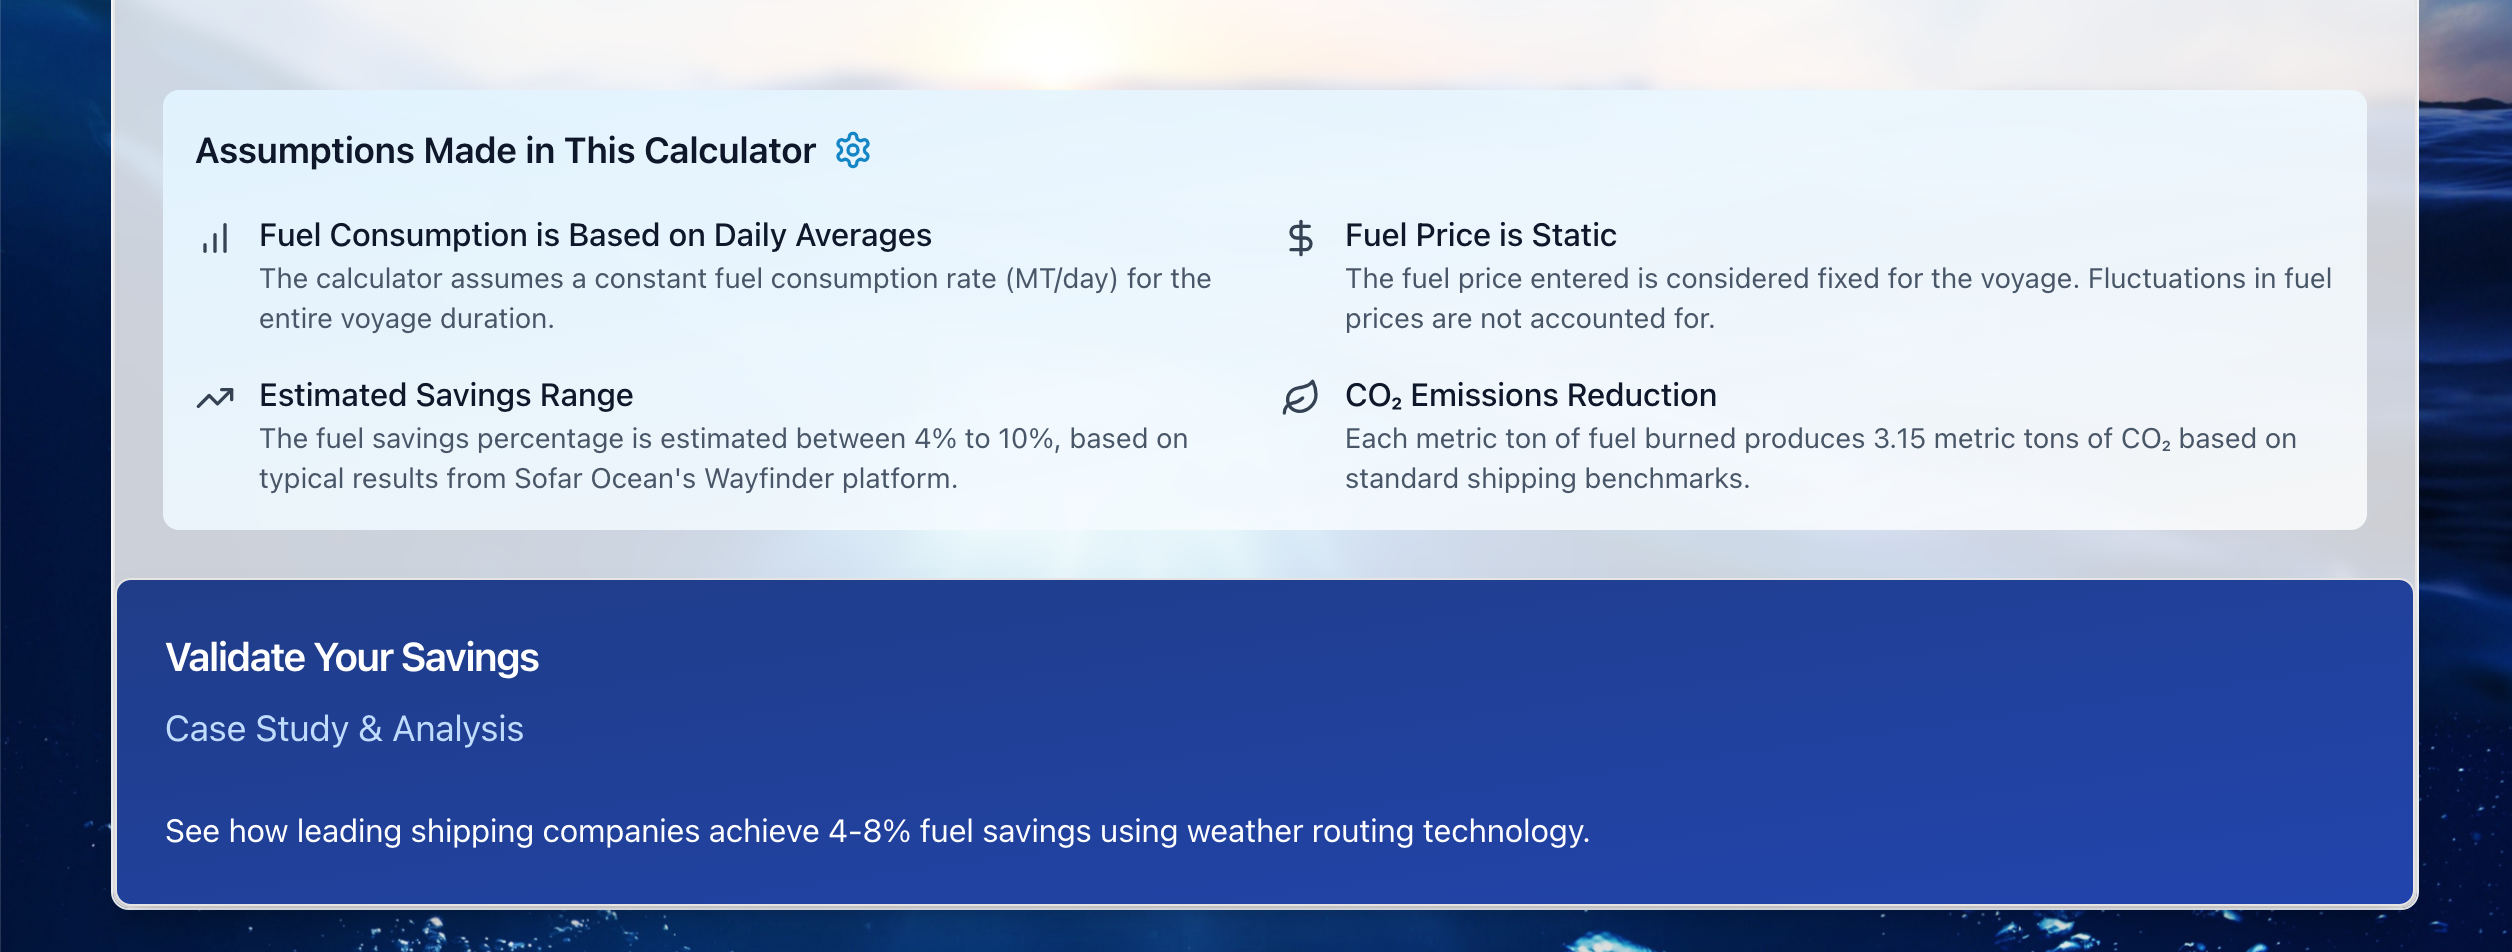 Assumptions Made in This Calculator
Fuel Consumption is Based on Daily Averages
The calculator assumes a constant fuel consumption rate (MT/day) for the
entire voyage duration.
Fuel Price is Static
The fuel price entered is considered fixed for the voyage. Fluctuations in fuel
prices are not accounted for.
Estimated Savings Range
The fuel savings percentage is estimated between 4% to 10%, based on
typical results from Sofar Ocean's Wayfinder platform.
CO₂ Emissions Reduction
Each metric ton of fuel burned produces 3.15 metric tons of CO₂ based on
standard shipping benchmarks.
Validate Your Savings
Case Study & Analysis
See how leading shipping companies achieve 4-8% fuel savings using weather routing technology.